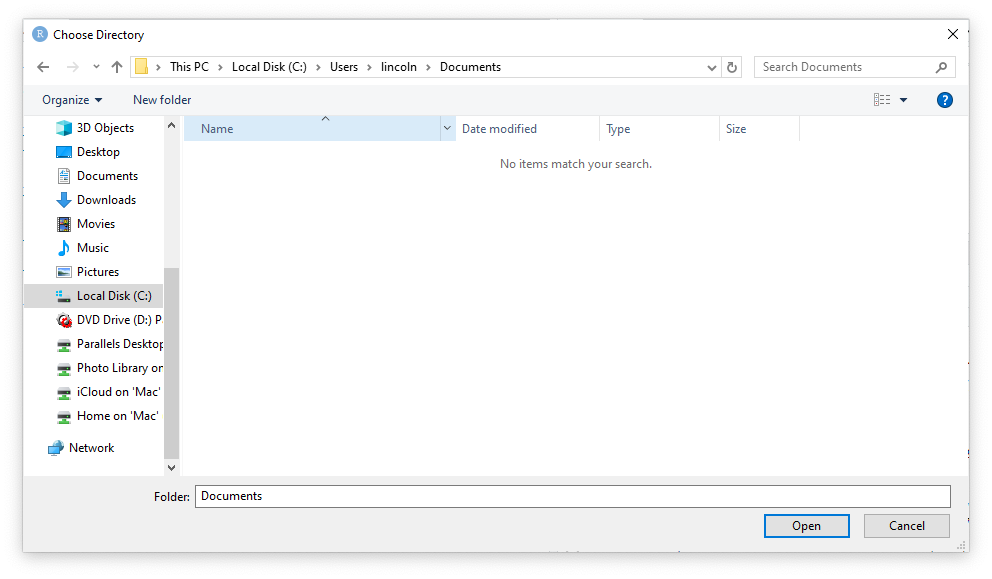 R Choose Directory
This PC > Local Disk (C:) > Users > lincoln > Documents
Search Documents
Organize New folder
?
3D Objects
Desktop
Documents
Downloads
Movies
Music
Pictures
Local Disk (C:)
DVD Drive (D:) P
Parallels Desktop
Photo Library on
iCloud on 'Mac'
Home on 'Mac'
Network
Name Date modified Type Size
No items match your search.
Folder: Documents
Open Cancel